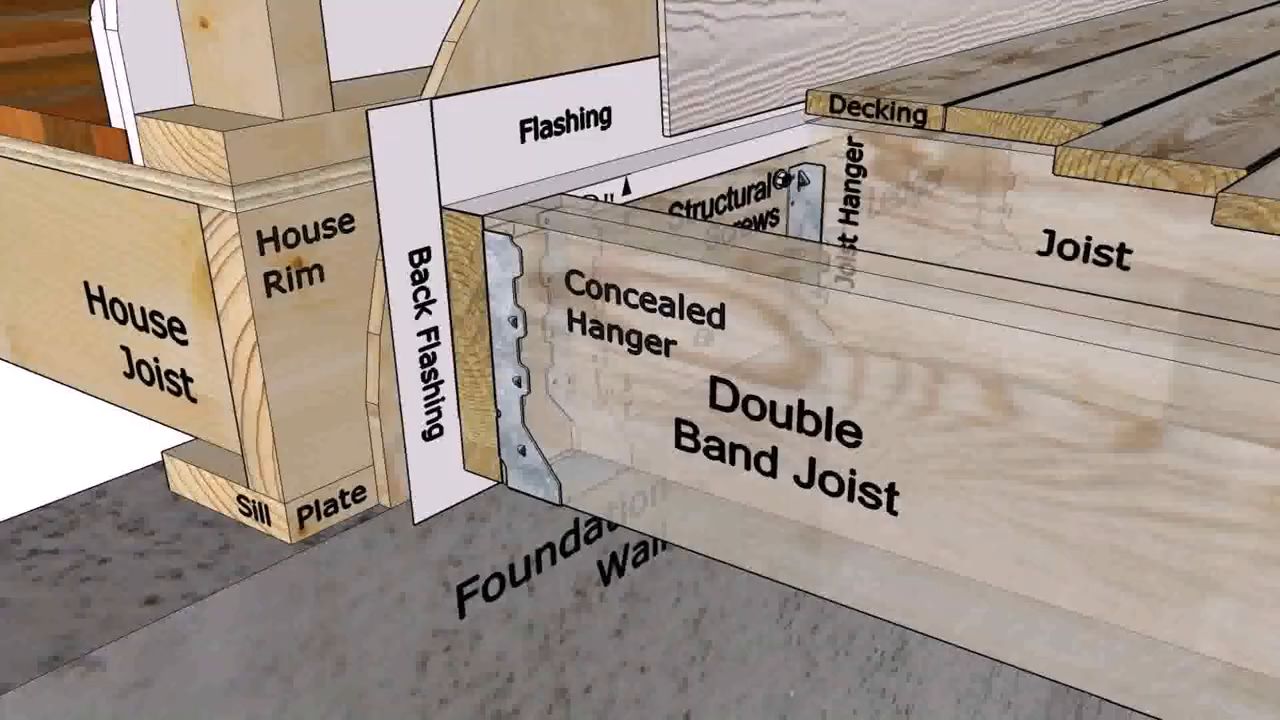 Flashing
Decking
Structural
Joist Hanger
House
Rim
Joist
House
Joist
Back Flashing
Concealed
Hanger
Double
Band Joist
Sill Plate
Foundation
Wall